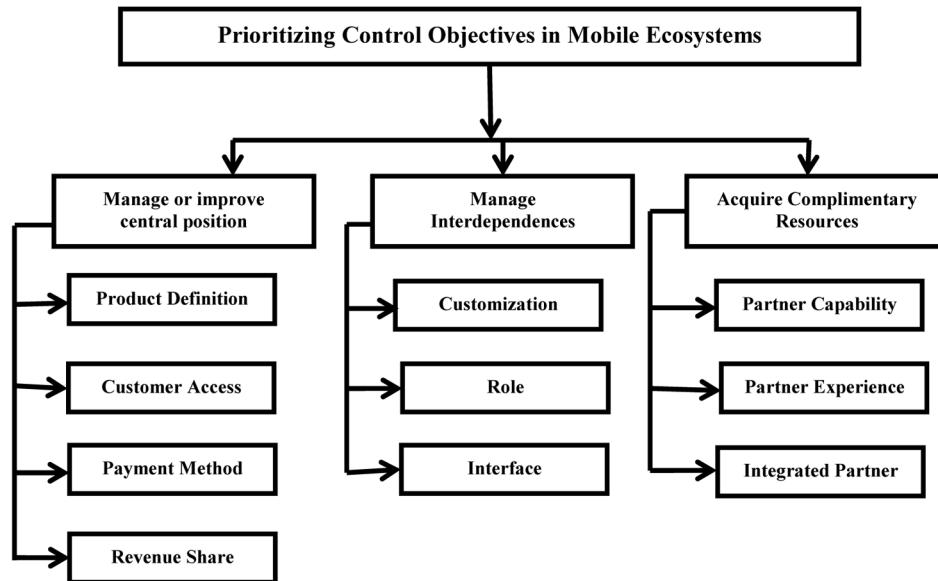 Prioritizing Control Objectives in Mobile Ecosystems
Manage or improve
central position
Product Definition
Customer Access
Payment Method
Revenue Share
Manage
Interdependences
Customization
Role
Interface
Acquire Complimentary
Resources
Partner Capability
Partner Experience
Integrated Partner